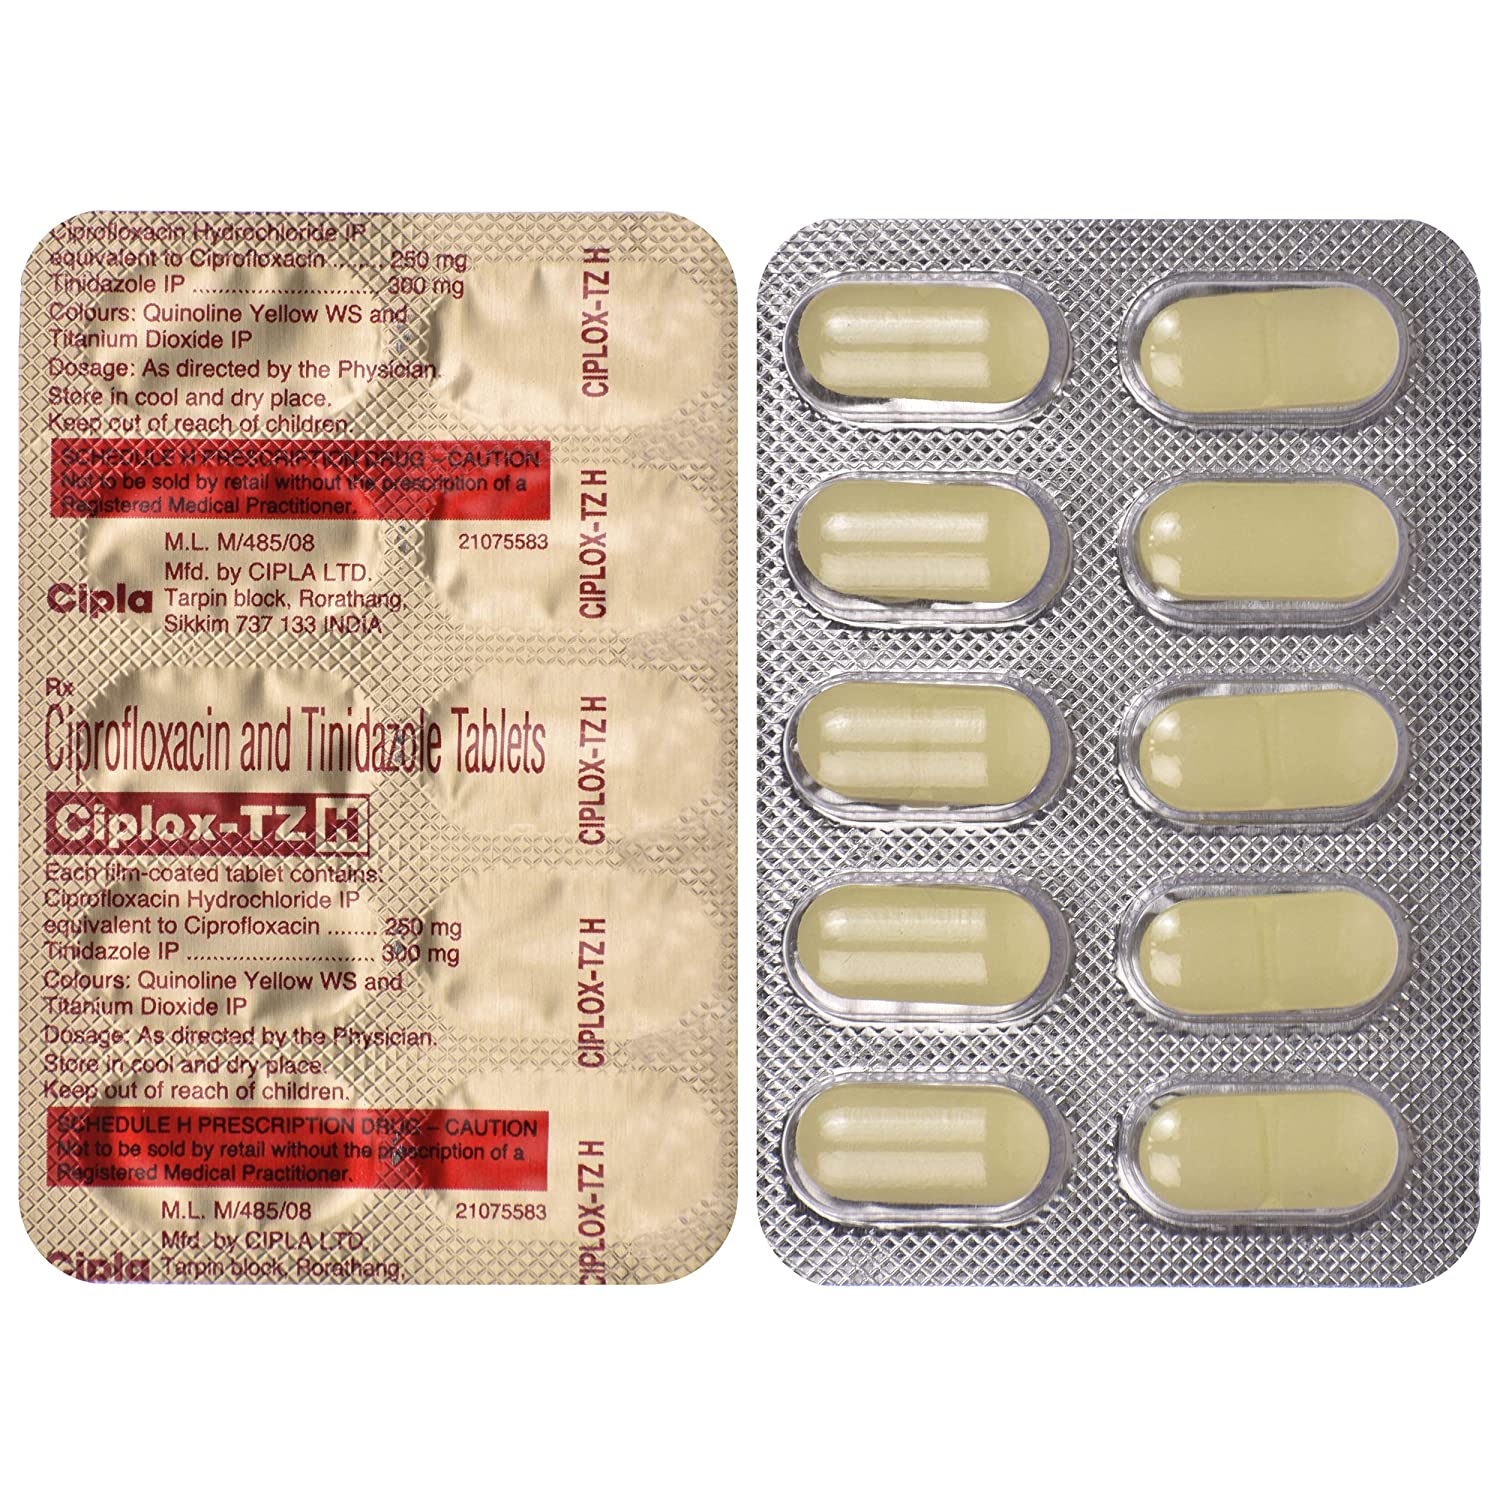 Ciprofloxacin Hydrochloride IP
equivalent to Ciprofloxacin........ 250 mg
Tinidazole IP ............................. 300 mg
Colours: Quinoline Yellow WS and
Titanium Dioxide IP
Dosage: As directed by the Physician.
Store in cool and dry place.
Keep out of reach of children.
SCHEDULE H PRESCRIPTION DRUG – CAUTION
Not to be sold by retail without the prescription of a
Registered Medical Practitioner.
M.L. M/485/08 21075583
Mfd. by CIPLA LTD.
Cipla Tarpin block, Rorathang,
Sikkim 737 133 INDIA
Rx
Ciprofloxacin and Tinidazole Tablets
Ciplox-TZ H
Each film-coated tablet contains:
Ciprofloxacin Hydrochloride IP
equivalent to Ciprofloxacin ........ 250 mg
Tinidazole IP ............................. 300 mg
Colours: Quinoline Yellow WS and
Titanium Dioxide IP
Dosage: As directed by the Physician.
Store in cool and dry place.
Keep out of reach of children.
SCHEDULE H PRESCRIPTION DRUG – CAUTION
Not to be sold by retail without the prescription of a
Registered Medical Practitioner.
M.L. M/485/08 21075583
Mfd. by CIPLA LTD.
Cipla Tarpin block, Rorathang,
CIPLOX-TZ H
CIPLOX-TZ H
CIPLOX-TZ H
CIPLOX-TZ H
CIPLOX-TZ H